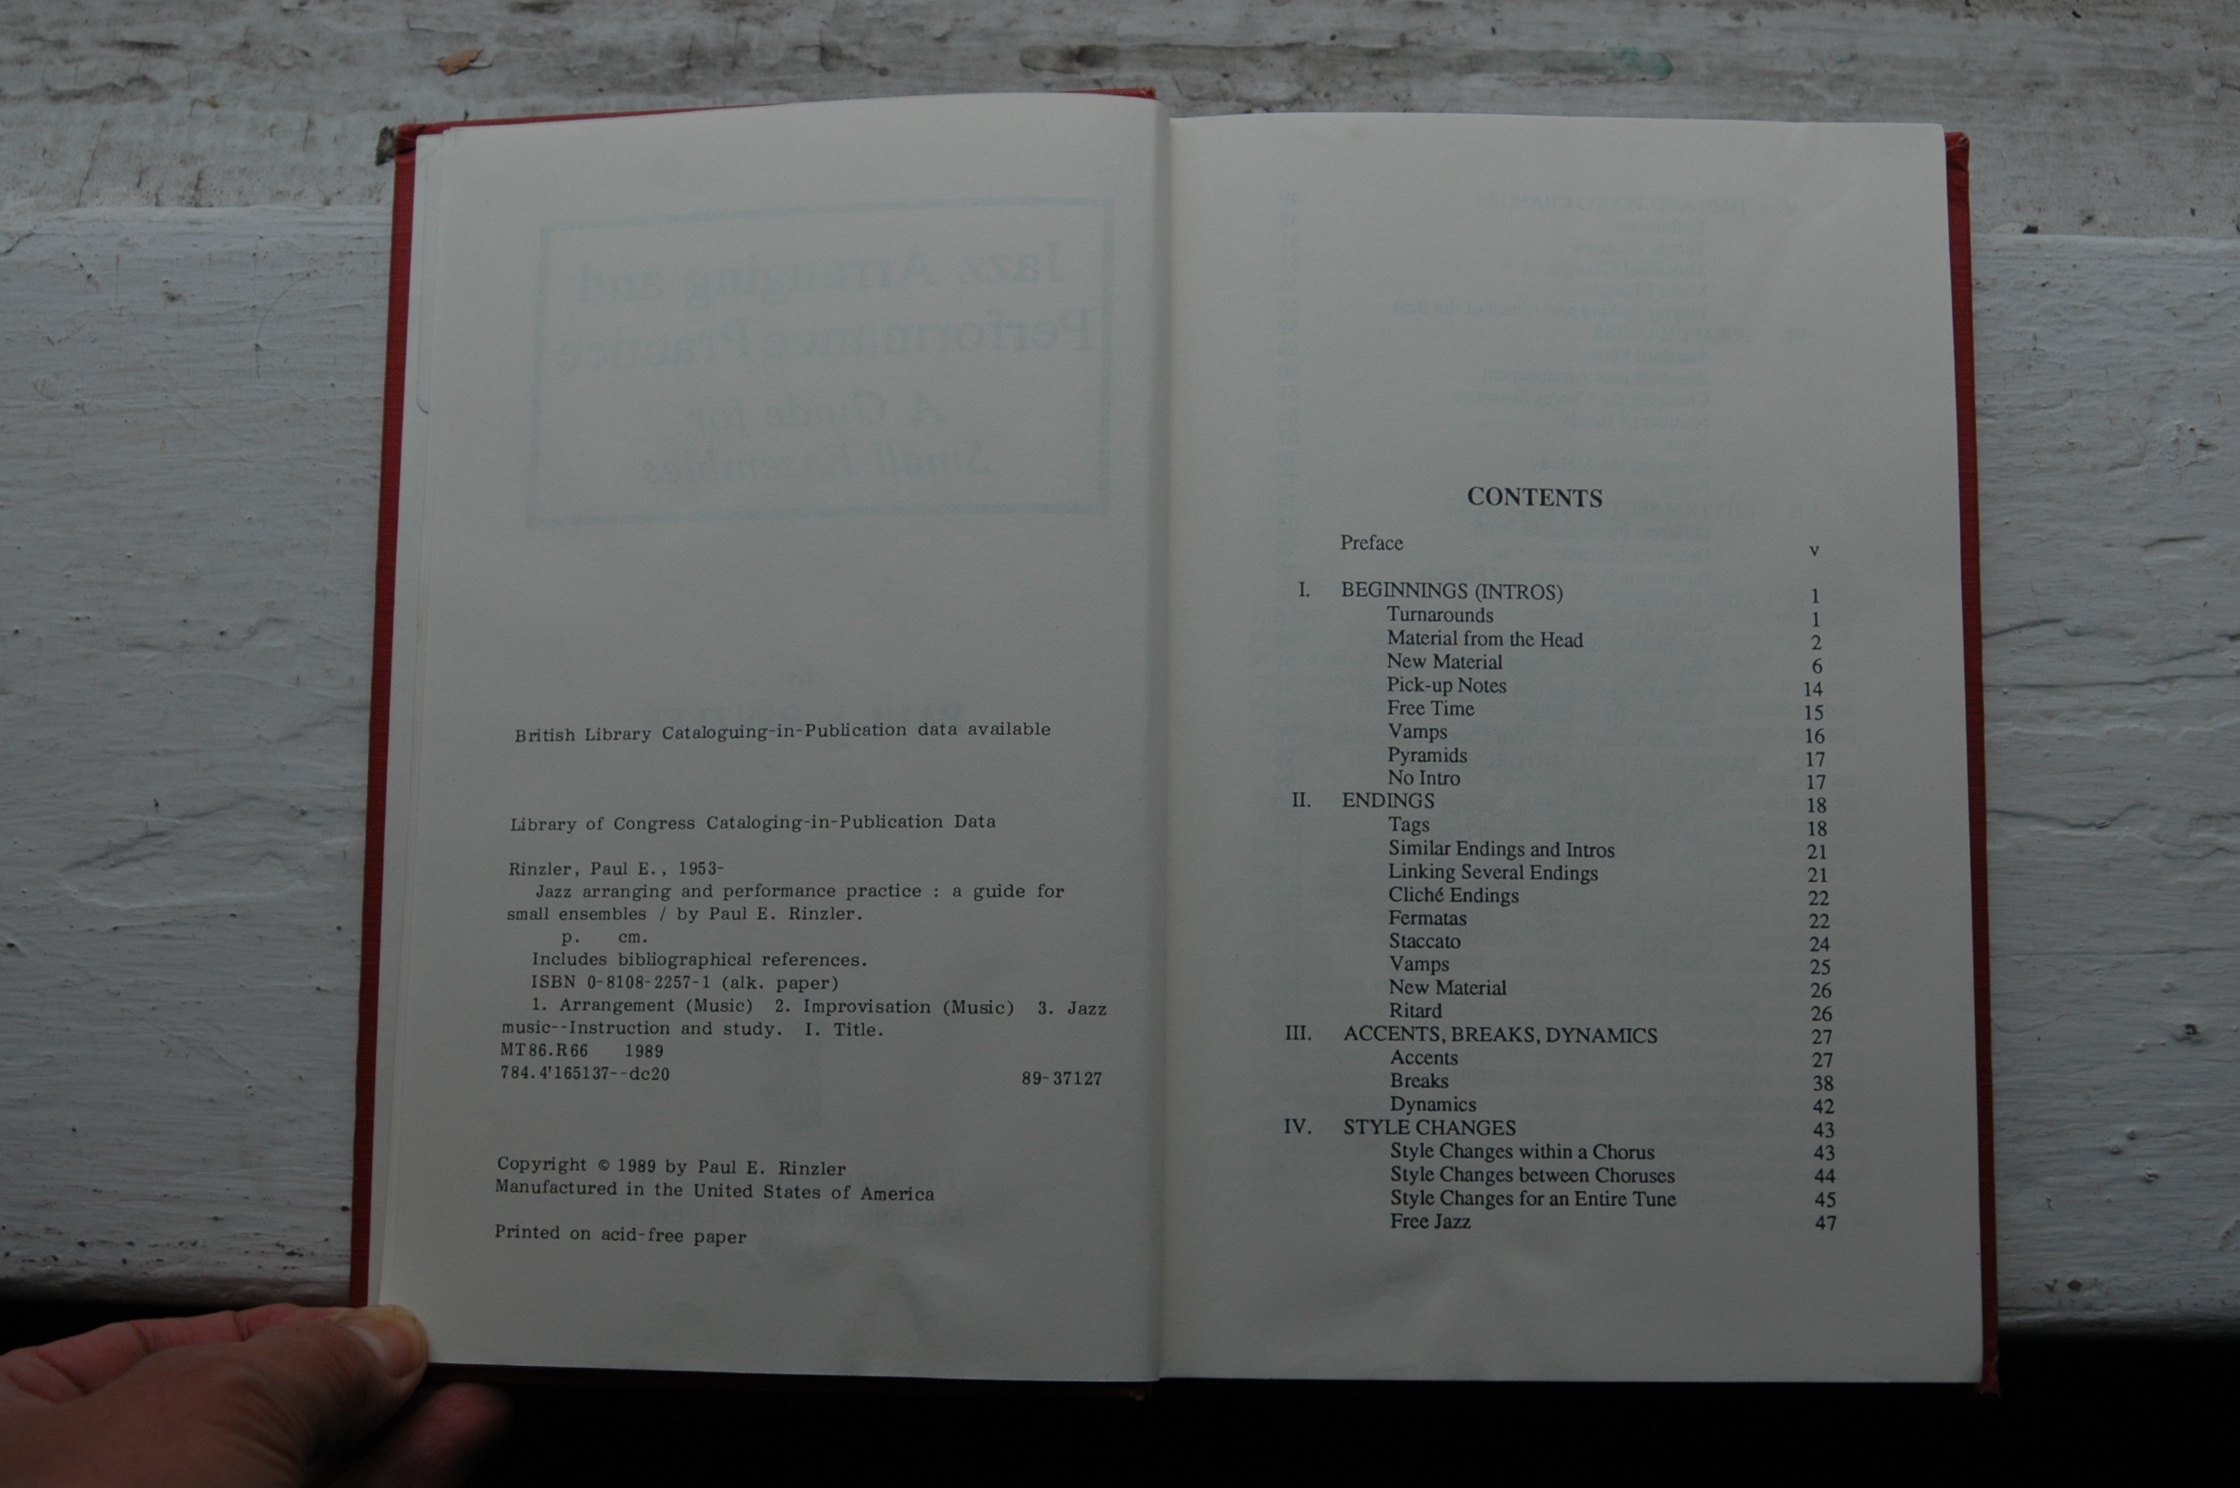 British Library Cataloguing-in-Publication data available
Library of Congress Cataloging-in-Publication Data
Rinzler, Paul E., 1953-
Jazz arranging and performance practice : a guide for
small ensembles / by Paul E. Rinzler.
p. cm.
Includes bibliographical references.
ISBN 0-8108-2257-1 (alk. paper)
1. Arrangement (Music) 2. Improvisation (Music) 3. Jazz
music--Instruction and study. I. Title.
MT86.R66 1989
784.4'165137--dc20 89-37127
Copyright © 1989 by Paul E. Rinzler
Manufactured in the United States of America
Printed on acid-free paper
CONTENTS
Preface v
I. BEGINNINGS (INTROS) 1
Turnarounds 1
Material from the Head 2
New Material 6
Pick-up Notes 14
Free Time 15
Vamps 16
Pyramids 17
No Intro 17
II. ENDINGS 18
Tags 18
Similar Endings and Intros 21
Linking Several Endings 21
Cliché Endings 22
Fermatas 22
Staccato 24
Vamps 25
New Material 26
Ritard 26
III. ACCENTS, BREAKS, DYNAMICS 27
Accents 27
Breaks 38
Dynamics 42
IV. STYLE CHANGES 43
Style Changes within a Chorus 43
Style Changes between Choruses 44
Style Changes for an Entire Tune 45
Free Jazz 47
Jazz Arranging and
Performance Practice
A Guide for
Small Ensembles